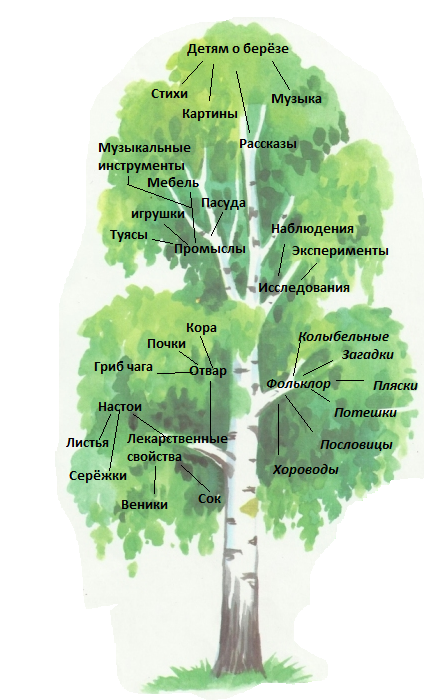 Детям о берёзе
Стихи
Музыка
Картины
Рассказы
Музыкальные
инструменты
Мебель
Пасуда
игрушки
Туясы
Промыслы
Наблюдения
Эксперименты
Исследования
Кора
Почки
Гриб чага
Отвар
Колыбельные
Загадки
Фольклор
Пляски
Потешки
Пословицы
Хороводы
Настои
Листья
Лекарственные
свойства
Серёжки
Веники
Сок